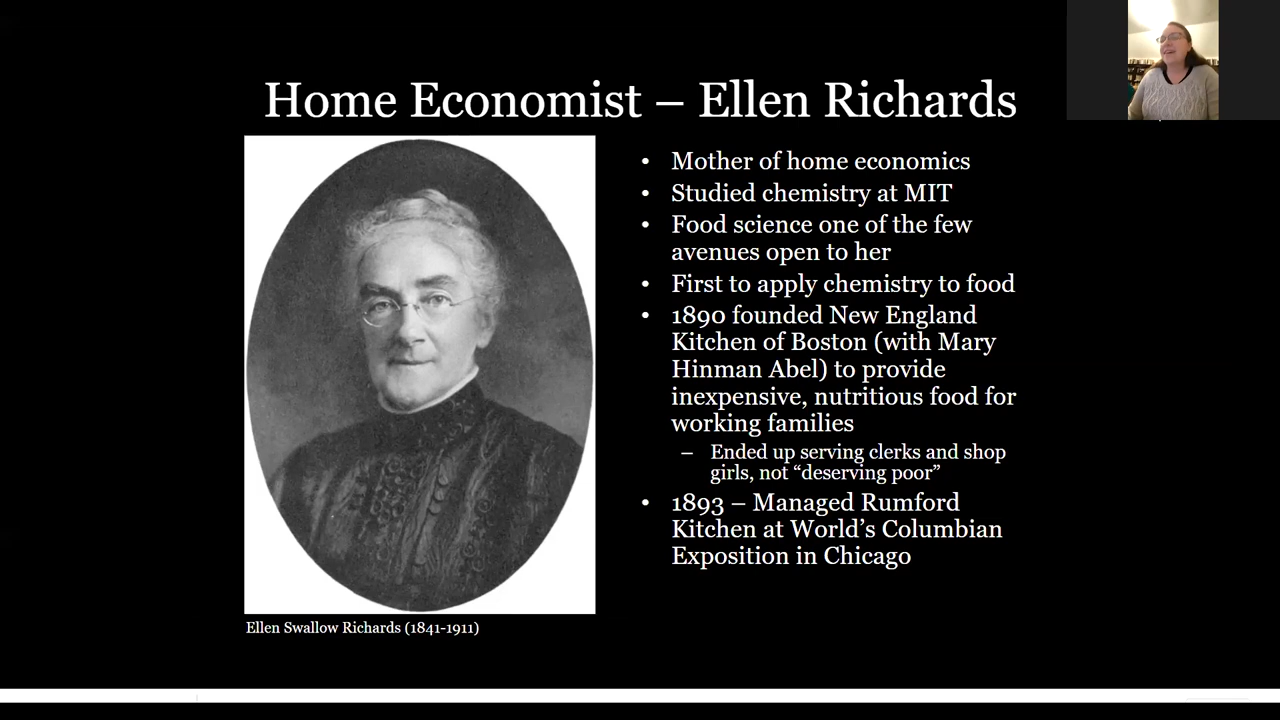 Home Economist – Ellen Richards
• Mother of home economics
• Studied chemistry at MIT
• Food science one of the few
avenues open to her
• First to apply chemistry to food
• 1890 founded New England
Kitchen of Boston (with Mary
Hinman Abel) to provide
inexpensive, nutritious food for
working families
– Ended up serving clerks and shop
girls, not “deserving poor”
• 1893 – Managed Rumford
Kitchen at World’s Columbian
Exposition in Chicago
Ellen Swallow Richards (1841-1911)